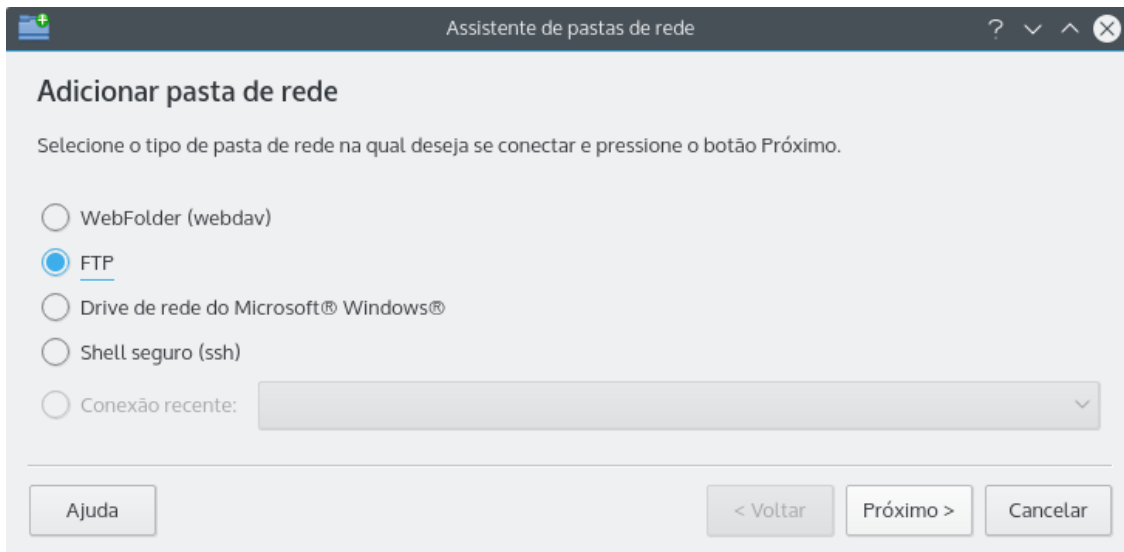 Assistente de pastas de rede
Adicionar pasta de rede
Selecione o tipo de pasta de rede na qual deseja se conectar e pressione o botão Próximo.
WebFolder (webdav)
FTP
Drive de rede do Microsoft® Windows®
Shell seguro (ssh)
Conexão recente:
Ajuda
< Voltar
Próximo >
Cancelar